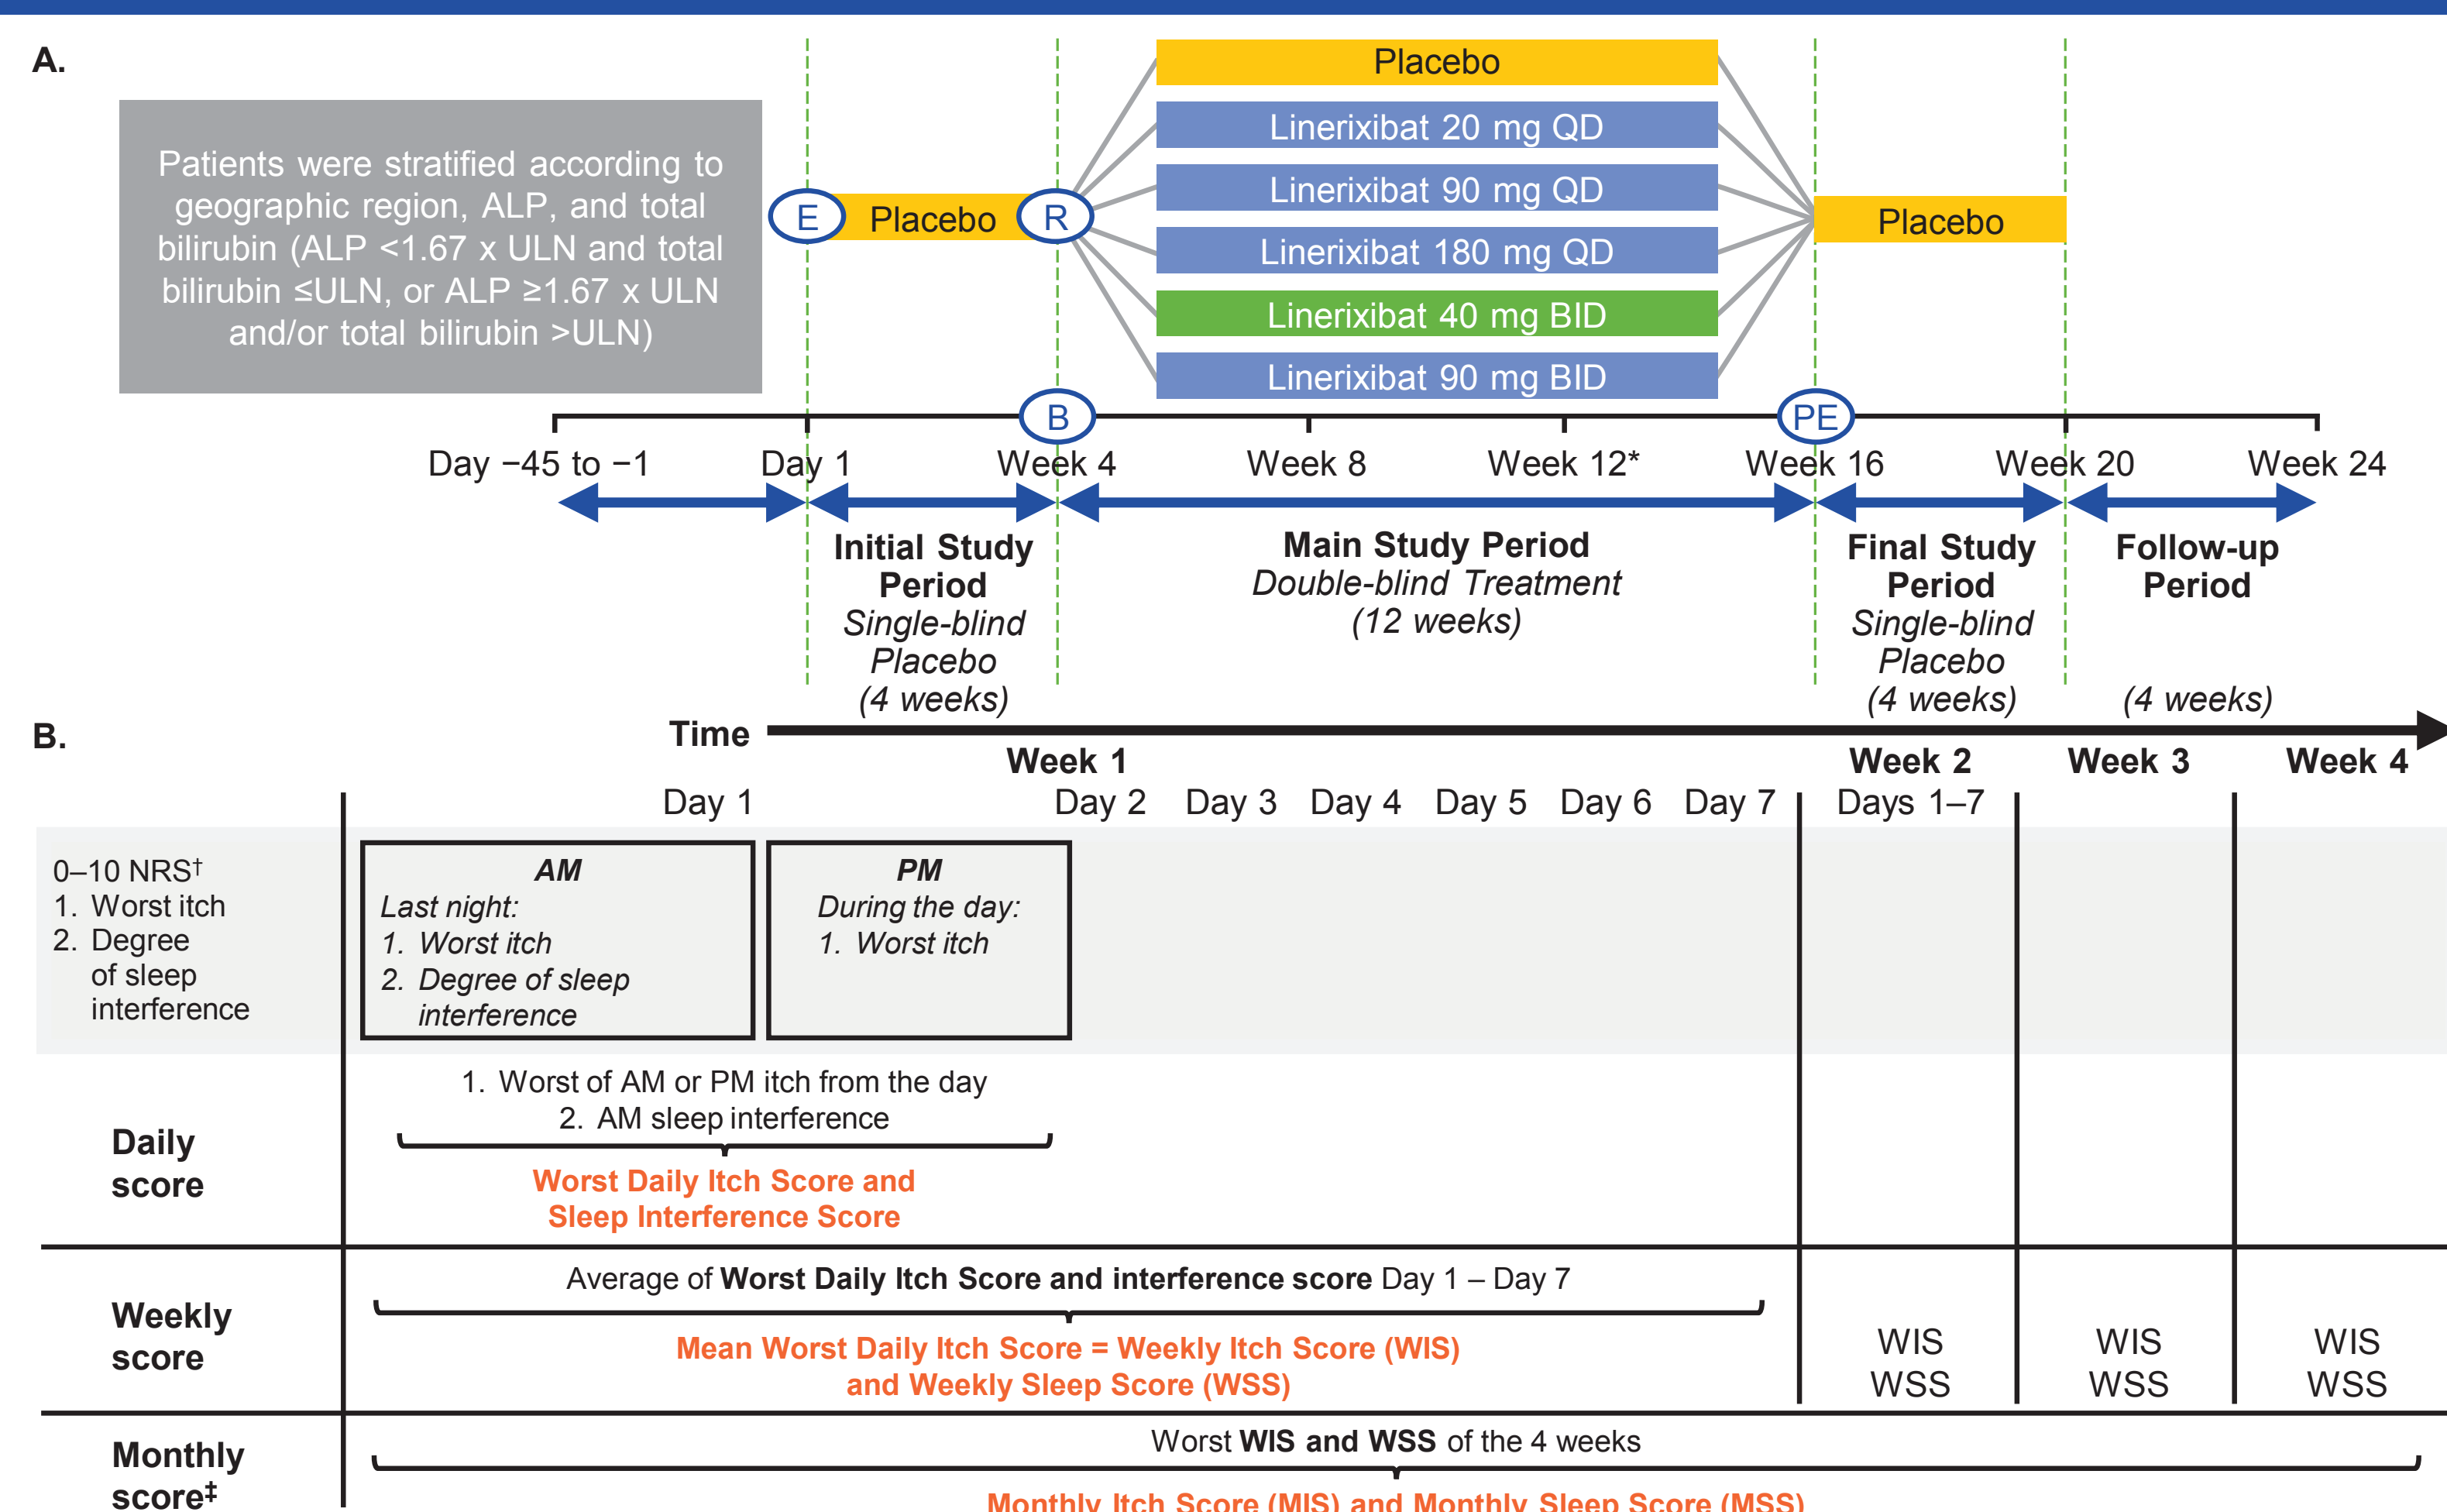 A.
Patients were stratified according to
geographic region, ALP, and total
bilirubin (ALP <1.67 x ULN and total
bilirubin ≤ULN, or ALP ≥1.67 x ULN
and/or total bilirubin >ULN)
E
Placebo
R
Placebo
Linerixibat 20 mg QD
Linerixibat 90 mg QD
Linerixibat 180 mg QD
Linerixibat 40 mg BID
Linerixibat 90 mg BID
Placebo
B
PE
Day −45 to −1
Day 1
Week 4
Week 8
Week 12*
Week 16
Week 20
Week 24
Initial Study
Period
Single-blind
Placebo
(4 weeks)
Main Study Period
Double-blind Treatment
(12 weeks)
Final Study
Period
Single-blind
Placebo
(4 weeks)
Follow-up
Period
(4 weeks)
B.
Time
Week 1
Week 2
Week 3
Week 4
Day 1
Day 2
Day 3
Day 4
Day 5
Day 6
Day 7
Days 1–7
0–10 NRS†
1. Worst itch
2. Degree
of sleep
interference
AM
Last night:
1. Worst itch
2. Degree of sleep
interference
PM
During the day:
1. Worst itch
Daily
score
1. Worst of AM or PM itch from the day
2. AM sleep interference
Worst Daily Itch Score and
Sleep Interference Score
Weekly
score
Average of Worst Daily Itch Score and interference score Day 1 – Day 7
Mean Worst Daily Itch Score = Weekly Itch Score (WIS)
and Weekly Sleep Score (WSS)
WIS
WSS
WIS
WSS
WIS
WSS
Monthly
score‡
Worst WIS and WSS of the 4 weeks
Monthly Itch Score (MIS) and Monthly Sleep Score (MSS)